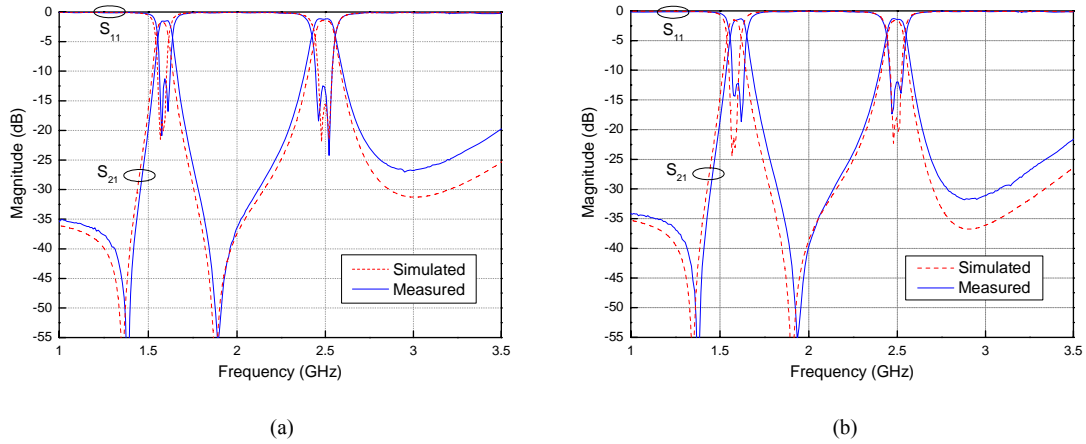 0
-5
-10
-15
-20
-25
-30
-35
-40
-45
-50
-55
Magnitude (dB)
S11
S21
Simulated
Measured
1
1.5
2
2.5
3
3.5
Frequency (GHz)
(a)
0
-5
-10
-15
-20
-25
-30
-35
-40
-45
-50
-55
Magnitude (dB)
S11
S21
Simulated
Measured
1
1.5
2
2.5
3
3.5
Frequency (GHz)
(b)